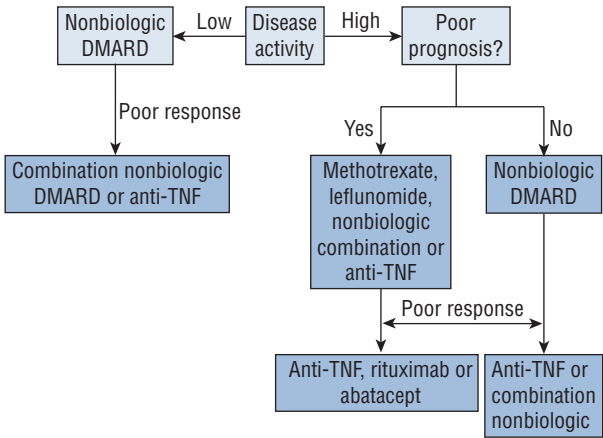 Nonbiologic
DMARD
Low
Disease
activity
High
Poor
prognosis?
Poor response
Combination nonbiologic
DMARD or anti-TNF
Yes
No
Methotrexate,
leflunomide,
nonbiologic
combination or
anti-TNF
Nonbiologic
DMARD
Poor response
Anti-TNF, rituximab or
abatacept
Anti-TNF or
combination
nonbiologic